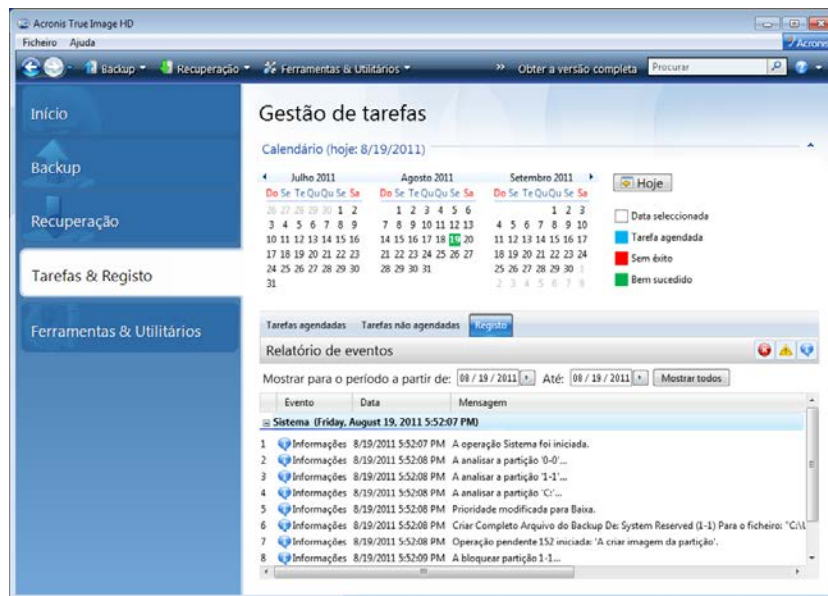 Acronis True Image HD
Ficheiro Ajuda
Acronis
Backup Recuperação Ferramentas & Utilitários Obter a versão completa Procurar
Início
Backup
Recuperação
Tarefas & Registo
Ferramentas & Utilitários
Gestão de tarefas
Calendário (hoje: 8/19/2011)
Julho 2011 Agosto 2011 Setembro 2011
Do Se Te Qu Qu Se Sa Do Se Te Qu Qu Se Sa Do Se Te Qu Qu Se Sa
26 27 28 29 30 1 2 1 2 3 4 5 6 1 2 3
3 4 5 6 7 8 9 7 8 9 10 11 12 13 4 5 6 7 8 9 10
10 11 12 13 14 15 16 14 15 16 17 18 19 20 11 12 13 14 15 16 17
17 18 19 20 21 22 23 21 22 23 24 25 26 27 18 19 20 21 22 23 24
24 25 26 27 28 29 30 28 29 30 31 25 26 27 28 29 30 1
31 2 3 4 5 6 7 8
Hoje
Data seleccionada
Tarefa agendada
Sem êxito
Bem sucedido
Tarefas agendadas Tarefas não agendadas Registo
Relatório de eventos
Mostrar para o período a partir de: 08 / 19 / 2011 Até: 08 / 19 / 2011 Mostrar todos
Evento Data Mensagem
Sistema (Friday, August 19, 2011 5:52:07 PM)
1 Informações 8/19/2011 5:52:07 PM A operação Sistema foi iniciada.
2 Informações 8/19/2011 5:52:08 PM A analisar a partição '0-0'...
3 Informações 8/19/2011 5:52:08 PM A analisar a partição '1-1'...
4 Informações 8/19/2011 5:52:08 PM A analisar a partição 'C:'...
5 Informações 8/19/2011 5:52:08 PM Prioridade modificada para Baixa.
6 Informações 8/19/2011 5:52:08 PM Criar Completo Arquivo do Backup De: System Reserved (1-1) Para o ficheiro: "C:\U
7 Informações 8/19/2011 5:52:08 PM Operação pendente 152 iniciada: 'A criar imagem da partição'.
8 Informações 8/19/2011 5:52:09 PM A bloquear partição 1-1...